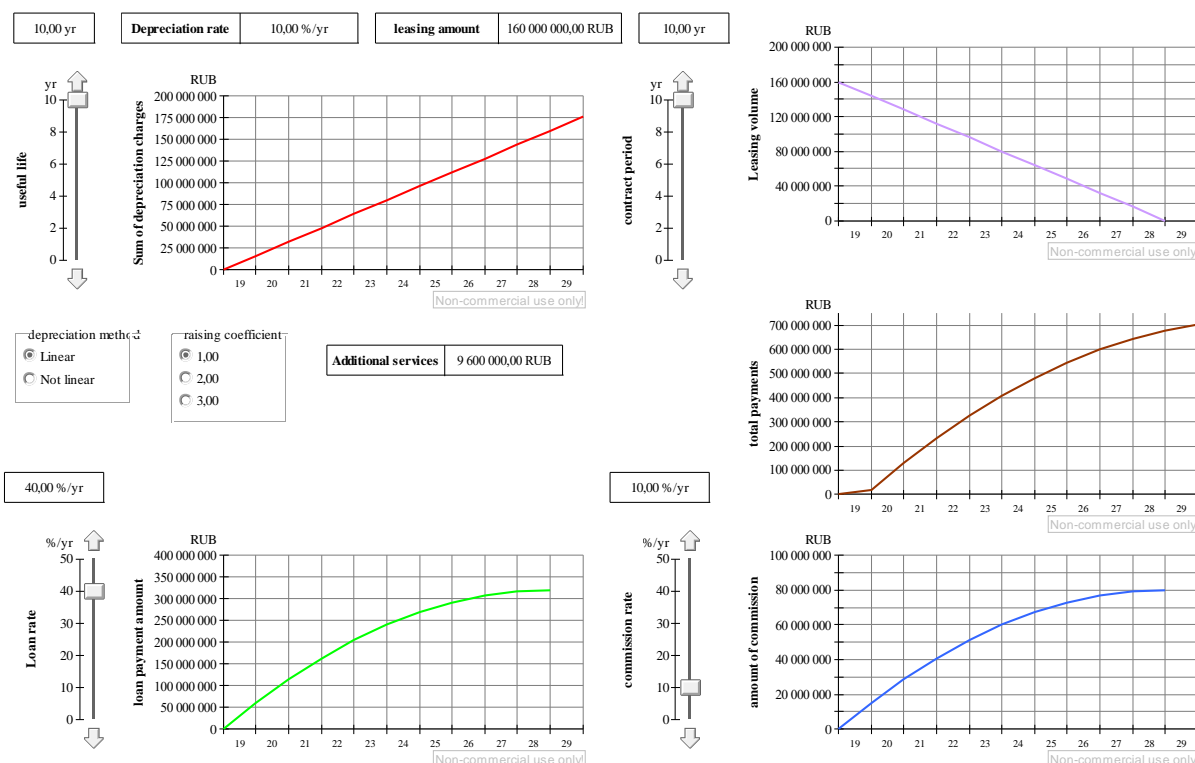 10,00 yr
Depreciation rate 10,00 %/yr
leasing amount 160 000 000,00 RUB
10,00 yr
yr
10
8
6
4
2
0
useful life
RUB
200 000 000
175 000 000
150 000 000
125 000 000
100 000 000
75 000 000
50 000 000
25 000 000
0
Sum of depreciation charges
19 20 21 22 23 24 25 26 27 28 29
Non-commercial use only!
yr
10
8
6
4
2
0
contract period
RUB
200 000 000
160 000 000
120 000 000
80 000 000
40 000 000
0
Leasing volume
19 20 21 22 23 24 25 26 27 28 29
Non-commercial use only
depreciation method
Linear
Not linear
raising coefficient
1,00
2,00
3,00
Additional services 9 600 000,00 RUB
RUB
700 000 000
600 000 000
500 000 000
400 000 000
300 000 000
200 000 000
100 000 000
0
total payments
19 20 21 22 23 24 25 26 27 28 29
Non-commercial use only
40,00 %/yr
%/yr
50
40
30
20
10
0
Loan rate
RUB
400 000 000
350 000 000
300 000 000
250 000 000
200 000 000
150 000 000
100 000 000
50 000 000
0
loan payment amount
19 20 21 22 23 24 25 26 27 28 29
Non-commercial use only!
10,00 %/yr
%/yr
50
40
30
20
10
0
commission rate
RUB
100 000 000
80 000 000
60 000 000
40 000 000
20 000 000
0
amount of commission
19 20 21 22 23 24 25 26 27 28 29
Non-commercial use only